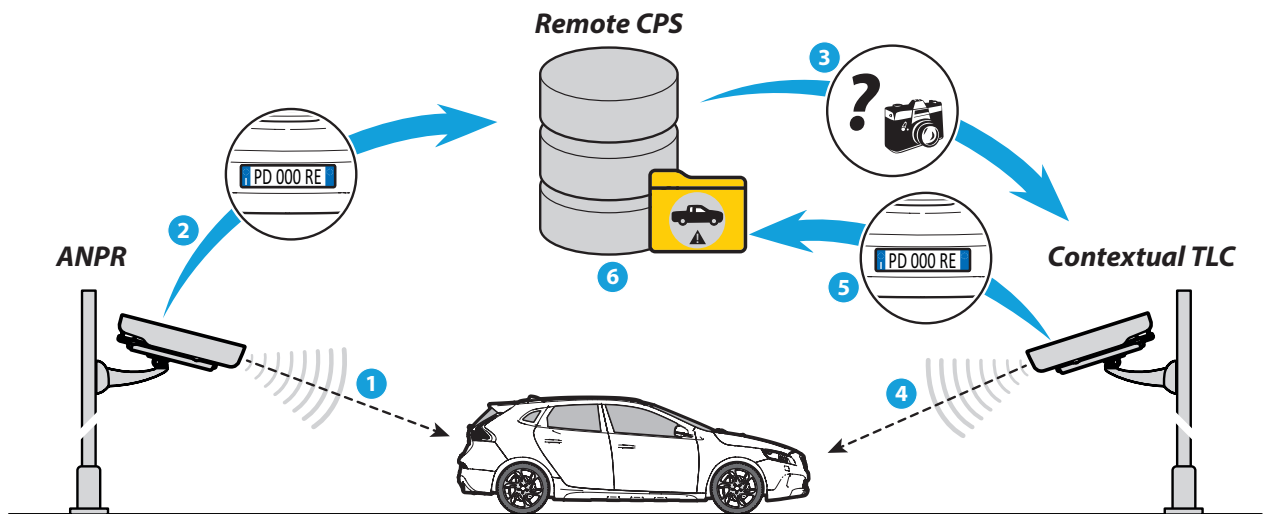 Remote CPS
3
PD 000 RE
2
ANPR
PD 000 RE
Contextual TLC
6
5
1
4